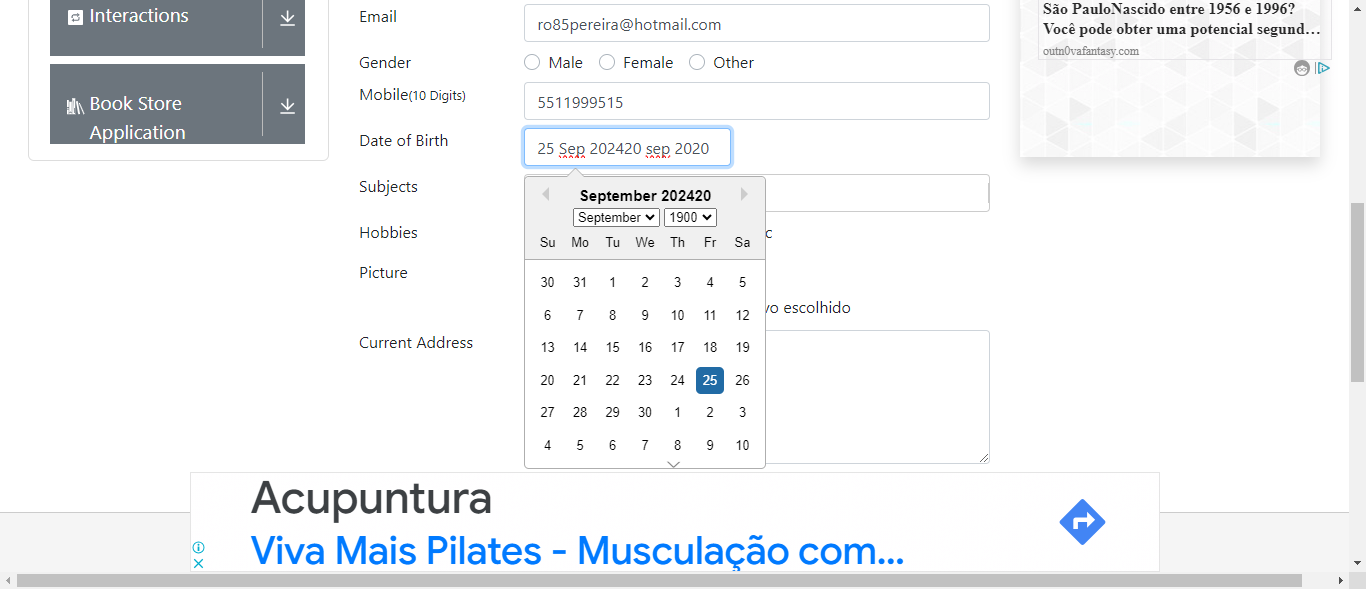 Interactions
Book Store
Application
Email
ro85pereira@hotmail.com
Gender
Male Female Other
Mobile(10 Digits)
5511999515
Date of Birth
25 Sep 202420 sep 2020
Subjects
September 202420
September 1900
Su Mo Tu We Th Fr Sa
30 31 1 2 3 4 5
6 7 8 9 10 11 12
13 14 15 16 17 18 19
20 21 22 23 24 25 26
27 28 29 30 1 2 3
4 5 6 7 8 9 10
Hobbies
c
Picture
vo escolhido
Current Address
São PauloNascido entre 1956 e 1996?
Você pode obter uma potencial segund...
outn0vafantasy.com
Acupuntura
Viva Mais Pilates - Musculação com...